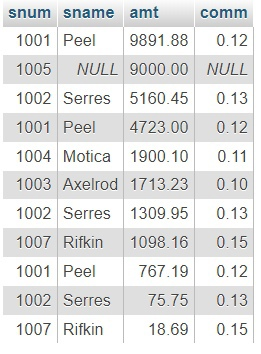 snum sname amt comm
1001 Peel 9891.88 0.12
1005 NULL 9000.00 NULL
1002 Serres 5160.45 0.13
1001 Peel 4723.00 0.12
1004 Motica 1900.10 0.11
1003 Axelrod 1713.23 0.10
1002 Serres 1309.95 0.13
1007 Rifkin 1098.16 0.15
1001 Peel 767.19 0.12
1002 Serres 75.75 0.13
1007 Rifkin 18.69 0.15